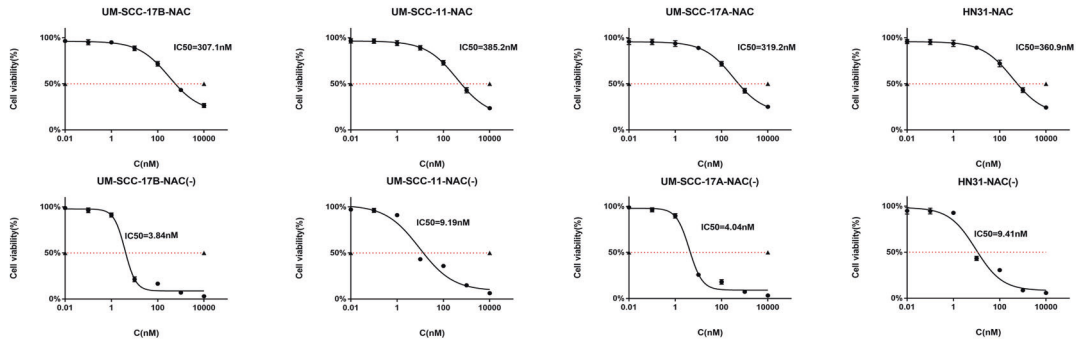 UM-SCC-17B-NAC
UM-SCC-11-NAC
UM-SCC-17A-NAC
HN31-NAC
Cell viability(%)
100%
50%
0%
IC50=307.1nM
0.01
1
100
10000
C(nM)
Cell viability(%)
100%
50%
0%
IC50=385.2nM
0.01
1
100
10000
C(nM)
Cell viability(%)
100%
50%
0%
IC50=319.2nM
0.01
1
100
10000
C(nM)
Cell viability(%)
100%
50%
0%
IC50=360.9nM
0.01
1
100
10000
C(nM)
UM-SCC-17B-NAC(-)
UM-SCC-11-NAC(-)
UM-SCC-17A-NAC(-)
HN31-NAC(-)
Cell viability(%)
100%
50%
0%
IC50=3.84nM
0.01
1
100
10000
C(nM)
Cell viability(%)
100%
50%
0%
IC50=9.19nM
0.01
1
100
10000
C(nM)
Cell viability(%)
100%
50%
0%
IC50=4.04nM
0.01
1
100
10000
C(nM)
Cell viability(%)
100%
50%
0%
IC50=9.41nM
0.01
1
100
10000
C(nM)